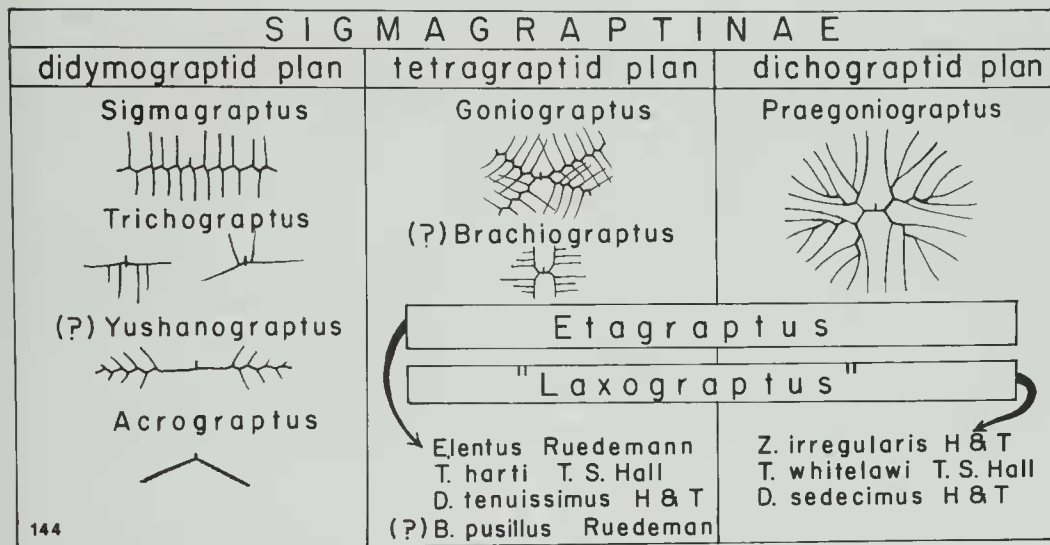 SIGMAGRAPTINAE
didymograptid plan
tetragraptid plan
dichograptid plan
Sigmagraptus
Trichograptus
(?) Yushanograptus
Acrograptus
144
Goniograptus
(?) Brachiograptus
Praegoniograptus
Etagraptus
"Laxograptus"
E.lentus Ruedemann
T. harti T. S. Hall
D. tenuissimus H & T
(?) B. pusillus Ruedeman
Z. irregularis H & T
T. whitelawi T. S. Hall
D. sedecimus H & T